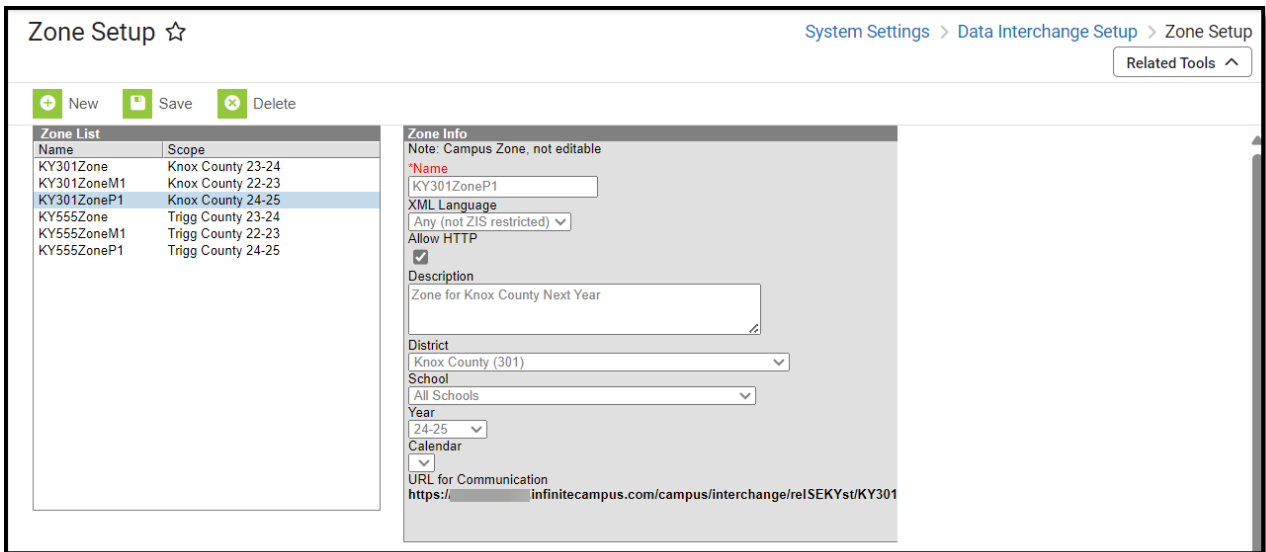 Zone Setup
System Settings > Data Interchange Setup > Zone Setup
Related Tools
New Save Delete
Zone List
Name Scope
KY301Zone Knox County 23-24
KY301ZoneM1 Knox County 22-23
KY301ZoneP1 Knox County 24-25
KY555Zone Trigg County 23-24
KY555ZoneM1 Trigg County 22-23
KY555ZoneP1 Trigg County 24-25
Zone Info
Note: Campus Zone, not editable
*Name
KY301ZoneP1
XML Language
Any (not ZIS restricted)
Allow HTTP
Description
Zone for Knox County Next Year
District
Knox County (301)
School
All Schools
Year
24-25
Calendar
URL for Communication
https:// .infinitecampus.com/campus/interchange/relSEKYst/KY301